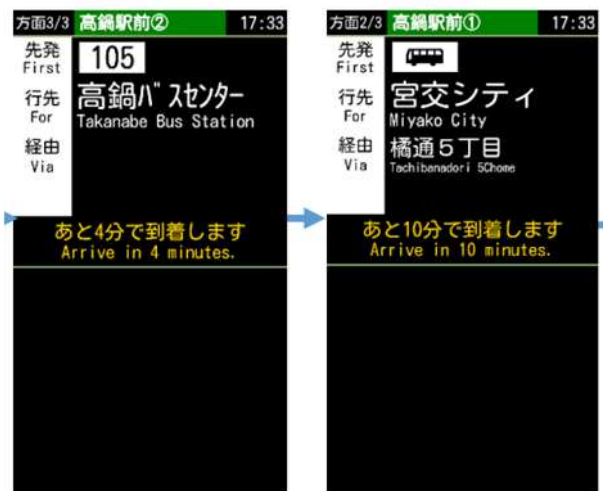 方面3/3 高鍋駅前② 17:33
先発 105
First
行先 高鍋バスセンター
For Takanabe Bus Station
経由
Via
あと4分で到着します
Arrive in 4 minutes.
方面2/3 高鍋駅前① 17:33
先発
First
行先 宮交シティ
For Miyako City
経由 橘通5丁目
Via Tachibanadori 5Chome
あと10分で到着します
Arrive in 10 minutes.